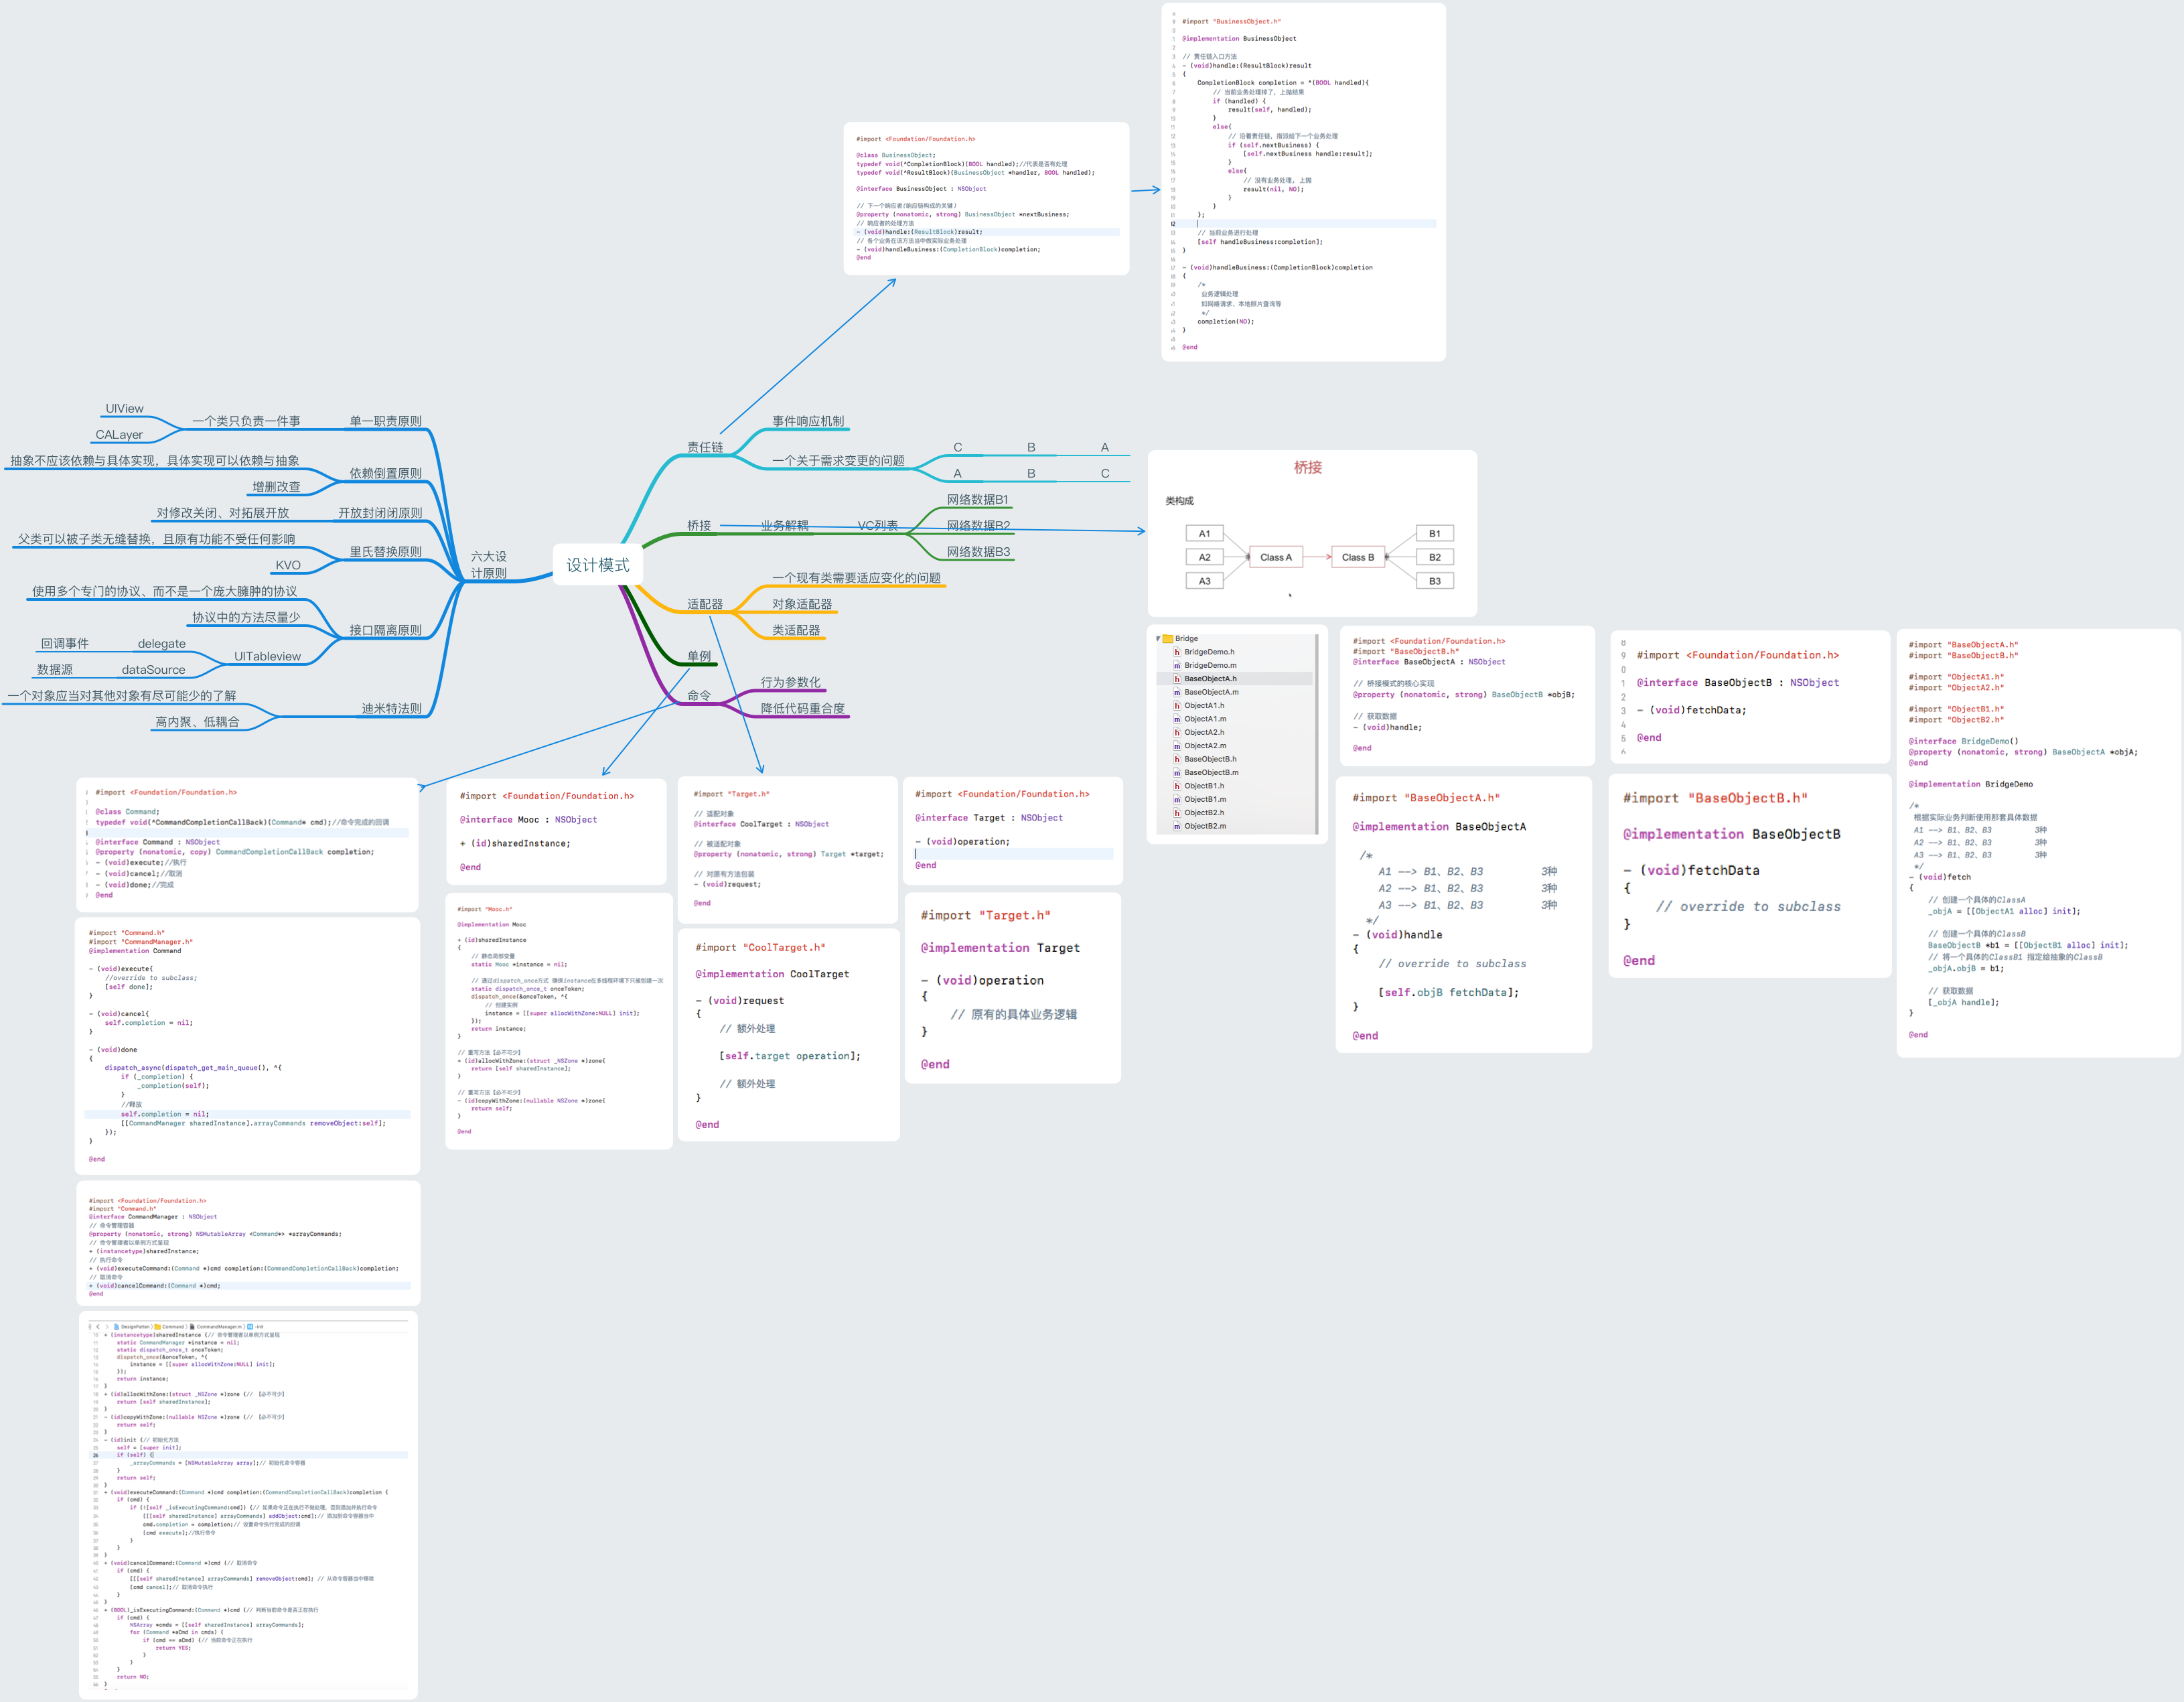 #import "BusinessObject.h"
@implementation BusinessObject
// 责任链入口方法
- (void)handle:(ResultBlock)result
{
CompletionBlock completion = ^(BOOL handled){
// 当前业务处理掉了，上抛结果
if (handled) {
result(self, handled);
}
else{
// 沿着责任链，指派给下一个业务处理
if (self.nextBusiness) {
[self.nextBusiness handle:result];
}
else{
// 没有业务处理，上抛
result(nil, NO);
}
}
};
// 当前业务进行处理
[self handleBusiness:completion];
}
- (void)handleBusiness:(CompletionBlock)completion
{
/*
业务逻辑处理
如网络请求、本地照片查询等
*/
completion(NO);
}
@end
#import <Foundation/Foundation.h>
@class BusinessObject;
typedef void(^CompletionBlock)(BOOL handled);//代表是否有处理
typedef void(^ResultBlock)(BusinessObject *handler, BOOL handled);
@interface BusinessObject : NSObject
// 下一个响应者(响应链构成的关键)
@property (nonatomic, strong) BusinessObject *nextBusiness;
// 响应者的处理方法
- (void)handle:(ResultBlock)result;
// 各个业务在该方法当中做实际业务处理
- (void)handleBusiness:(CompletionBlock)completion;
@end
设计模式
六大设
计原则
单一职责原则
一个类只负责一件事
UIView
CALayer
依赖倒置原则
抽象不应该依赖与具体实现，具体实现可以依赖与抽象
增删改查
开放封闭闭原则
对修改关闭、对拓展开放
里氏替换原则
父类可以被子类无缝替换，且原有功能不受任何影响
KVO
接口隔离原则
使用多个专门的协议、而不是一个庞大臃肿的协议
协议中的方法尽量少
UITableview
delegate
回调事件
dataSource
数据源
迪米特法则
一个对象应当对其他对象有尽可能少的了解
高内聚、低耦合
责任链
事件响应机制
一个关于需求变更的问题
C B A
A B C
桥接
业务解耦
VC列表
网络数据B1
网络数据B2
网络数据B3
适配器
一个现有类需要适应变化的问题
对象适配器
类适配器
单例
命令
行为参数化
降低代码重合度
桥接
类构成
A1
A2
A3
Class A
Class B
B1
B2
B3
Bridge
BridgeDemo.h
BridgeDemo.m
BaseObjectA.h
BaseObjectA.m
ObjectA1.h
ObjectA1.m
ObjectA2.h
ObjectA2.m
BaseObjectB.h
BaseObjectB.m
ObjectB1.h
ObjectB1.m
ObjectB2.h
ObjectB2.m
#import <Foundation/Foundation.h>
#import "BaseObjectB.h"
@interface BaseObjectA : NSObject
// 桥接模式的核心实现
@property (nonatomic, strong) BaseObjectB *objB;
// 获取数据
- (void)handle;
@end
#import <Foundation/Foundation.h>
@interface BaseObjectB : NSObject
- (void)fetchData;
@end
#import "BaseObjectA.h"
#import "BaseObjectB.h"
#import "ObjectA1.h"
#import "ObjectA2.h"
#import "ObjectB1.h"
#import "ObjectB2.h"
@interface BridgeDemo()
@property (nonatomic, strong) BaseObjectA *objA;
@end
@implementation BridgeDemo
/*
根据实际业务判断使用那套具体数据
A1 --> B1、B2、B3 3种
A2 --> B1、B2、B3 3种
A3 --> B1、B2、B3 3种
*/
- (void)fetch
{
// 创建一个具体的ClassA
_objA = [[ObjectA1 alloc] init];
// 创建一个具体的ClassB
BaseObjectB *b1 = [[ObjectB1 alloc] init];
// 将一个具体的ClassB1 指定给抽象的ClassB
_objA.objB = b1;
// 获取数据
[_objA handle];
}
@end
#import "BaseObjectA.h"
@implementation BaseObjectA
/*
A1 --> B1、B2、B3 3种
A2 --> B1、B2、B3 3种
A3 --> B1、B2、B3 3种
*/
- (void)handle
{
// override to subclass
[self.objB fetchData];
}
@end
#import "BaseObjectB.h"
@implementation BaseObjectB
- (void)fetchData
{
// override to subclass
}
@end
#import <Foundation/Foundation.h>
@class Command;
typedef void(^CommandCompletionCallBack)(Command* cmd);//命令完成的回调
@interface Command : NSObject
@property (nonatomic, copy) CommandCompletionCallBack completion;
- (void)execute;//执行
- (void)cancel;//取消
- (void)done;//完成
@end
#import <Foundation/Foundation.h>
@interface Mooc : NSObject
+ (id)sharedInstance;
@end
#import "Target.h"
// 适配对象
@interface CoolTarget : NSObject
// 被适配对象
@property (nonatomic, strong) Target *target;
// 对原有方法包装
- (void)request;
@end
#import <Foundation/Foundation.h>
@interface Target : NSObject
- (void)operation;
@end
#import "Command.h"
#import "CommandManager.h"
@implementation Command
- (void)execute{
//override to subclass;
[self done];
}
- (void)cancel{
self.completion = nil;
}
- (void)done
{
dispatch_async(dispatch_get_main_queue(), ^{
if (_completion) {
_completion(self);
}
//释放
self.completion = nil;
[[CommandManager sharedInstance].arrayCommands removeObject:self];
});
}
@end
#import "Mooc.h"
@implementation Mooc
+ (id)sharedInstance
{
// 静态局部变量
static Mooc *instance = nil;
// 通过dispatch_once方式 确保instance在多线程环境下只被创建一次
static dispatch_once_t onceToken;
dispatch_once(&onceToken, ^{
// 创建实例
instance = [[super allocWithZone:NULL] init];
});
return instance;
}
// 重写方法【必不可少】
+ (id)allocWithZone:(struct _NSZone *)zone{
return [self sharedInstance];
}
// 重写方法【必不可少】
- (id)copyWithZone:(nullable NSZone *)zone{
return self;
}
@end
#import "CoolTarget.h"
@implementation CoolTarget
- (void)request
{
// 额外处理
[self.target operation];
// 额外处理
}
@end
#import "Target.h"
@implementation Target
- (void)operation
{
// 原有的具体业务逻辑
}
@end
#import <Foundation/Foundation.h>
#import "Command.h"
@interface CommandManager : NSObject
// 命令管理容器
@property (nonatomic, strong) NSMutableArray <Command*> *arrayCommands;
// 命令管理者以单例方式呈现
+ (instancetype)sharedInstance;
// 执行命令
+ (void)executeCommand:(Command *)cmd completion:(CommandCompletionCallBack)completion;
// 取消命令
+ (void)cancelCommand:(Command *)cmd;
@end
DesignPatten Command CommandManager.m -init
10 + (instancetype)sharedInstance {// 命令管理者以单例方式呈现
11 static CommandManager *instance = nil;
12 static dispatch_once_t onceToken;
13 dispatch_once(&onceToken, ^{
14 instance = [[super allocWithZone:NULL] init];
15 });
16 return instance;
17 }
18 + (id)allocWithZone:(struct _NSZone *)zone {// 【必不可少】
19 return [self sharedInstance];
20 }
21 - (id)copyWithZone:(nullable NSZone *)zone {// 【必不可少】
22 return self;
23 }
24 - (id)init {// 初始化方法
25 self = [super init];
26 if (self) {
27 _arrayCommands = [NSMutableArray array];// 初始化命令容器
28 }
29 return self;
30 }
31 + (void)executeCommand:(Command *)cmd completion:(CommandCompletionCallBack)completion {
32 if (cmd) {
33 if (![self _isExecutingCommand:cmd]) {// 如果命令正在执行不做处理，否则添加并执行命令
34 [[[self sharedInstance] arrayCommands] addObject:cmd];// 添加到命令容器当中
35 cmd.completion = completion;// 设置命令执行完成的回调
36 [cmd execute];//执行命令
37 }
38 }
39 }
40 + (void)cancelCommand:(Command *)cmd {// 取消命令
41 if (cmd) {
42 [[[self sharedInstance] arrayCommands] removeObject:cmd]; // 从命令容器当中移除
43 [cmd cancel];// 取消命令执行
44 }
45 }
46 + (BOOL)_isExecutingCommand:(Command *)cmd {// 判断当前命令是否正在执行
47 if (cmd) {
48 NSArray *cmds = [[self sharedInstance] arrayCommands];
49 for (Command *aCmd in cmds) {
50 if (cmd == aCmd) {// 当前命令正在执行
51 return YES;
52 }
53 }
54 }
55 return NO;
56 }